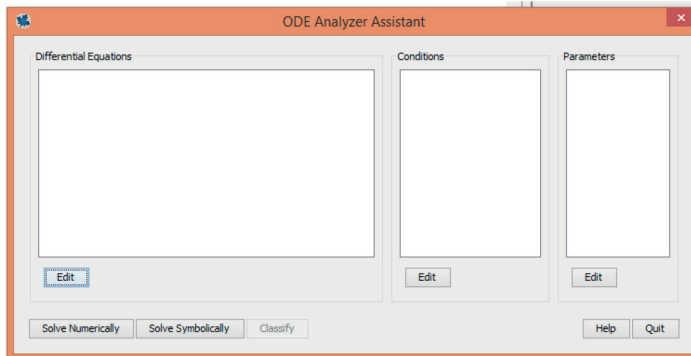 ODE Analyzer Assistant
Differential Equations
Conditions
Parameters
Edit
Edit
Edit
Solve Numerically
Solve Symbolically
Classify
Help
Quit